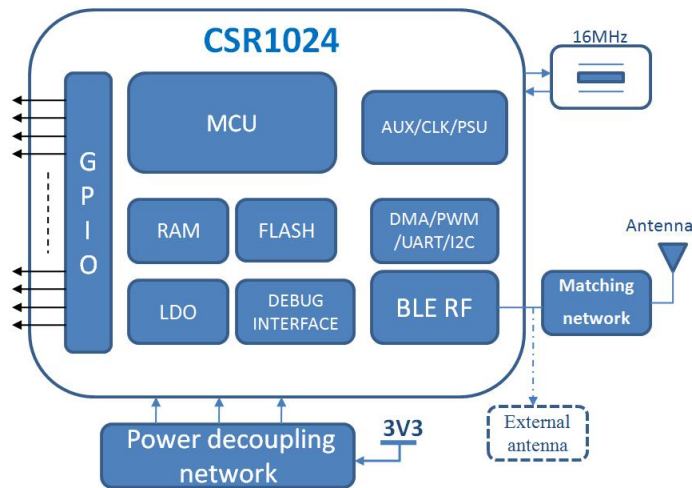 CSR1024
16MHz
MCU
AUX/CLK/PSU
GPIO
RAM
FLASH
DMA/PWM
/UART/I2C
Antenna
LDO
DEBUG
INTERFACE
BLE RF
Matching
network
External
antenna
Power decoupling
network
3V3